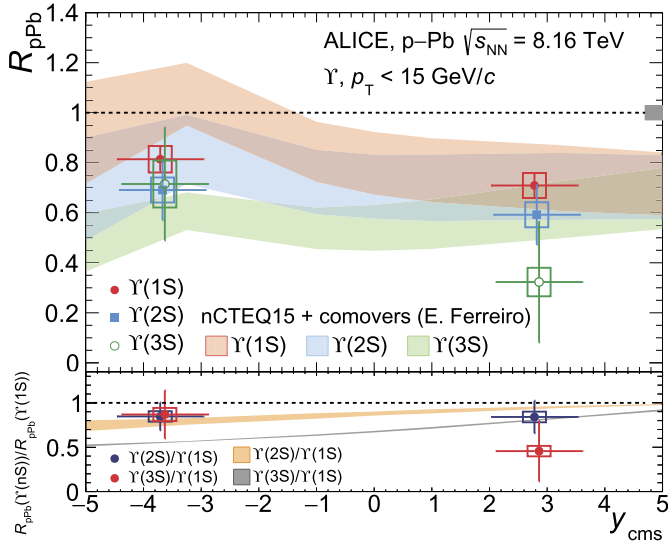 R_pPb
ALICE, p−Pb √s_NN = 8.16 TeV
ϒ, p_T < 15 GeV/c
1.4
1.2
1
0.8
0.6
0.4
0.2
0
ϒ(1S)
ϒ(2S) nCTEQ15 + comovers (E. Ferreiro)
ϒ(3S) ϒ(1S) ϒ(2S) ϒ(3S)
R_pPb(ϒ(nS))/R_pPb(ϒ(1S))
1
0.5
0
ϒ(2S)/ϒ(1S) ϒ(2S)/ϒ(1S)
ϒ(3S)/ϒ(1S) ϒ(3S)/ϒ(1S)
−5 −4 −3 −2 −1 0 1 2 3 4 5
y_cms